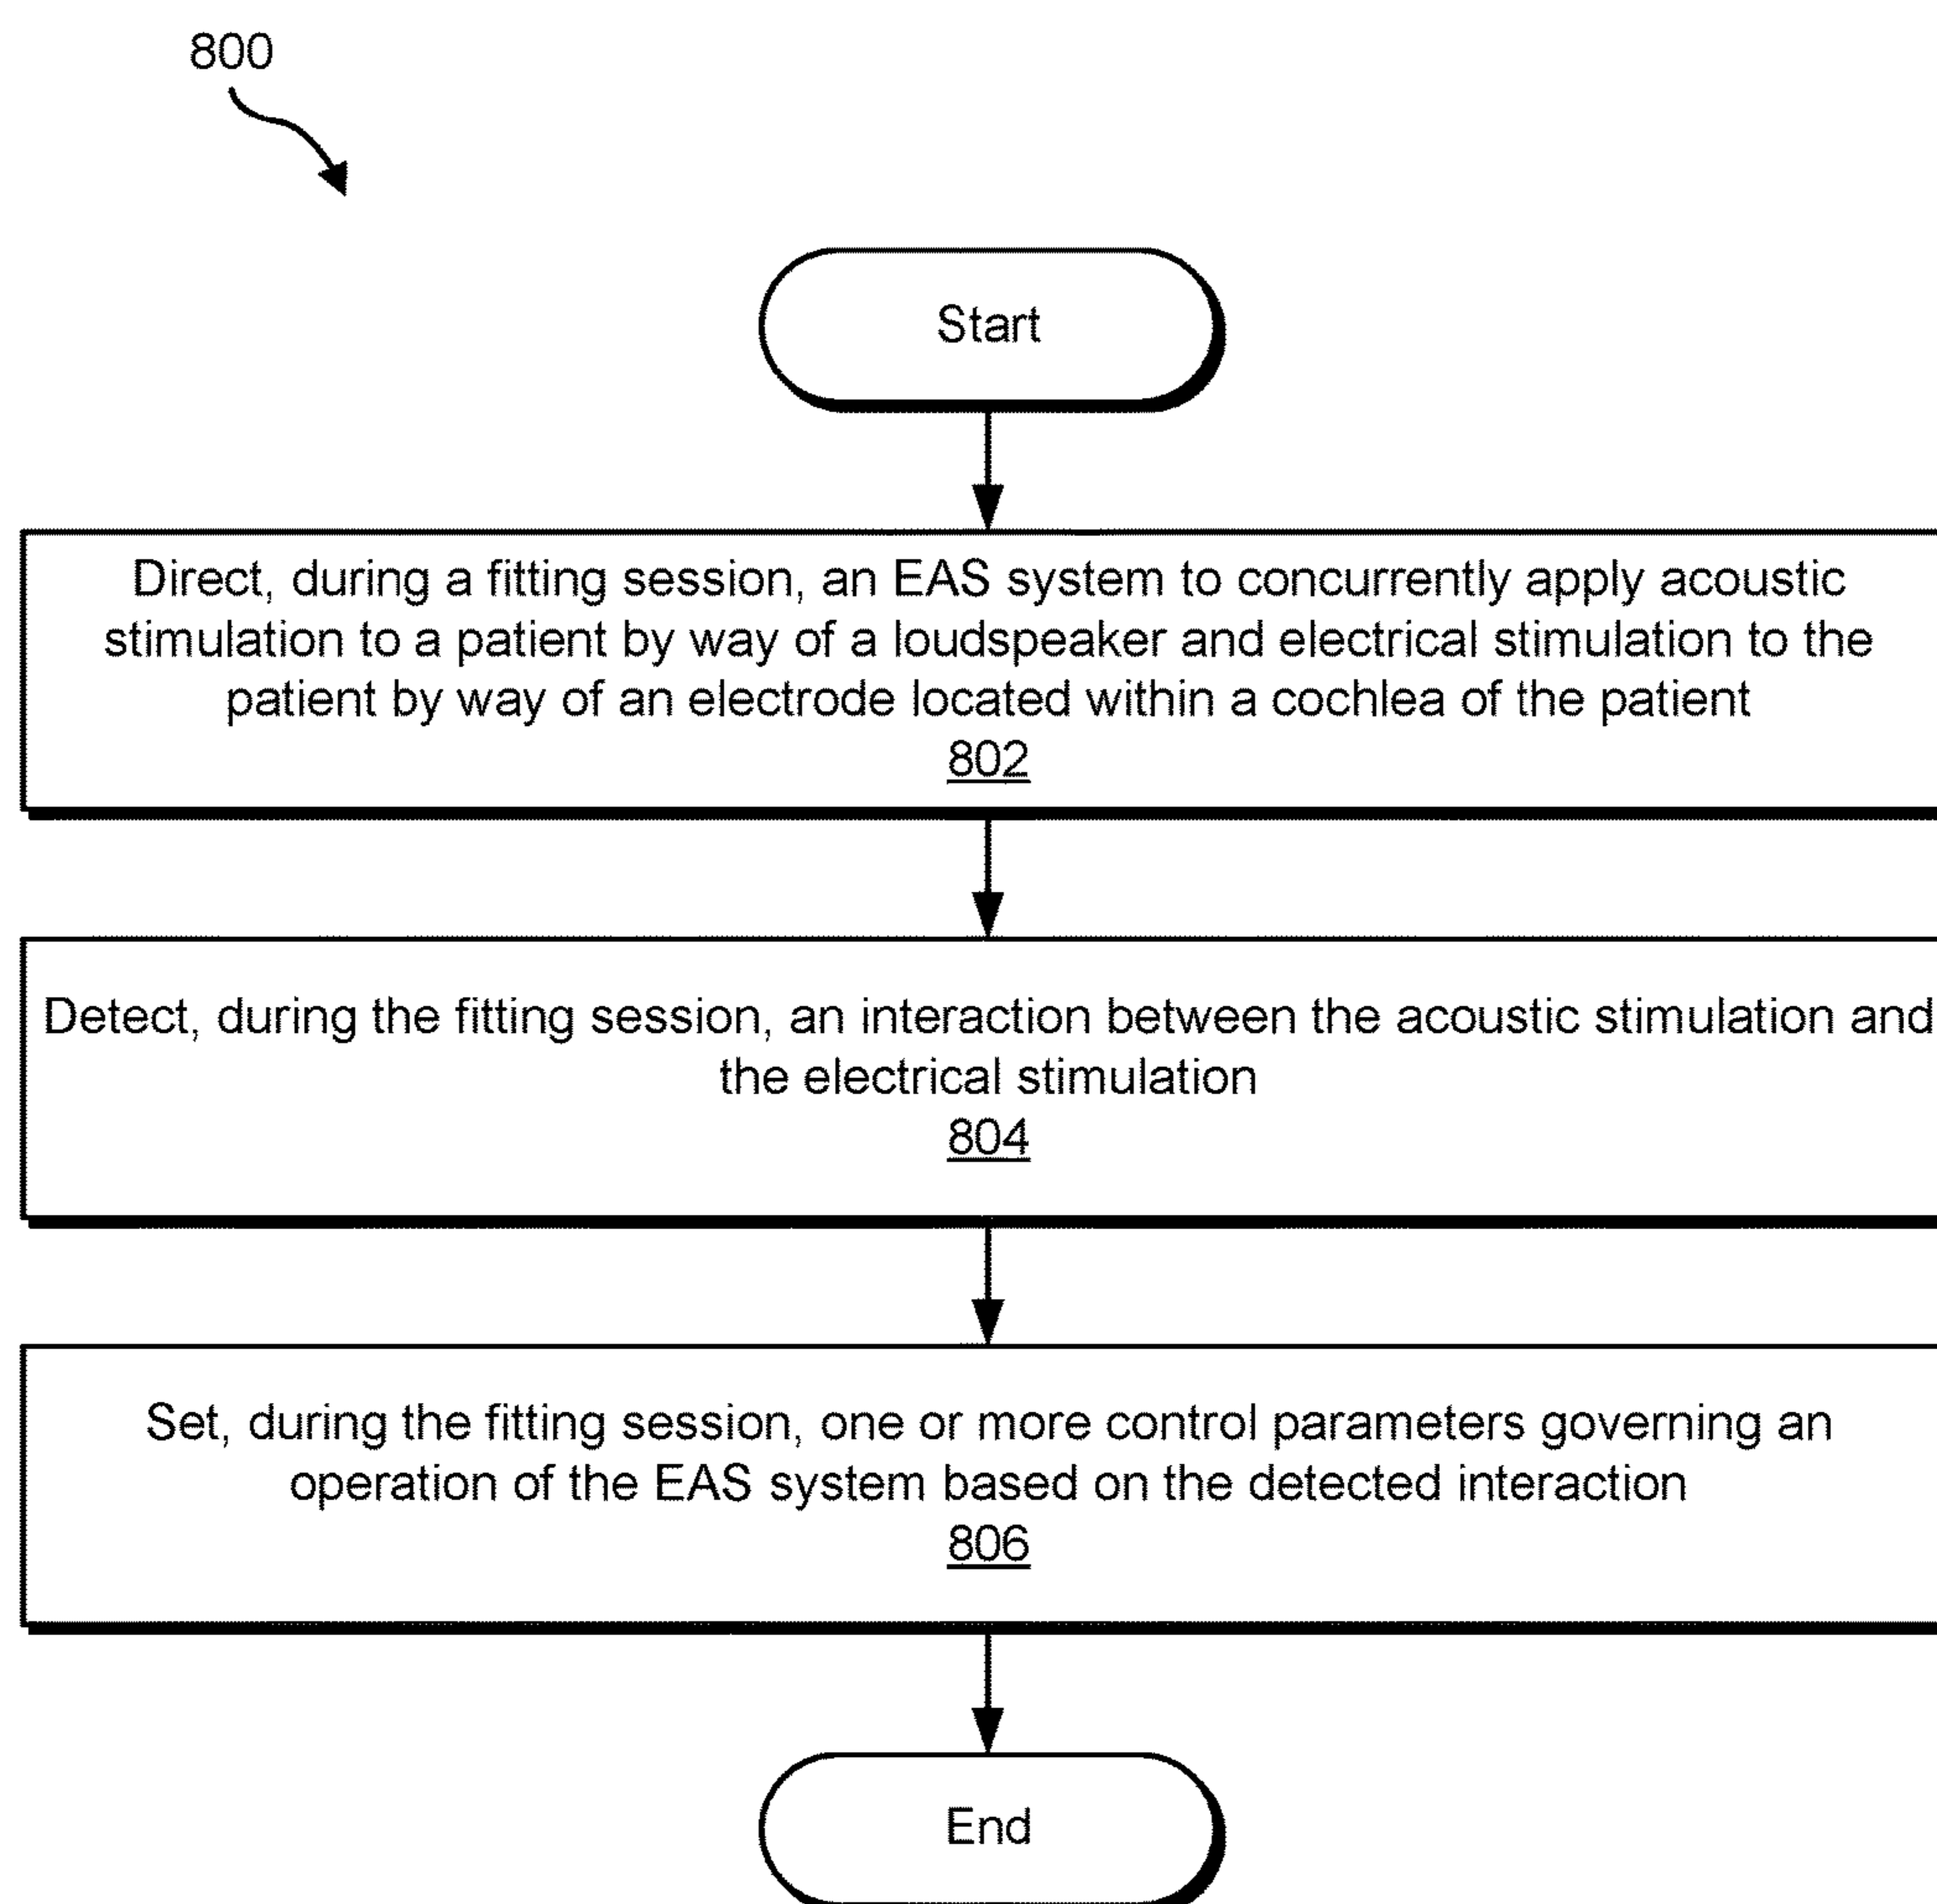 800
Start
Direct, during a fitting session, an EAS system to concurrently apply acoustic
stimulation to a patient by way of a loudspeaker and electrical stimulation to the
patient by way of an electrode located within a cochlea of the patient
802
Detect, during the fitting session, an interaction between the acoustic stimulation and
the electrical stimulation
804
Set, during the fitting session, one or more control parameters governing an
operation of the EAS system based on the detected interaction
806
End